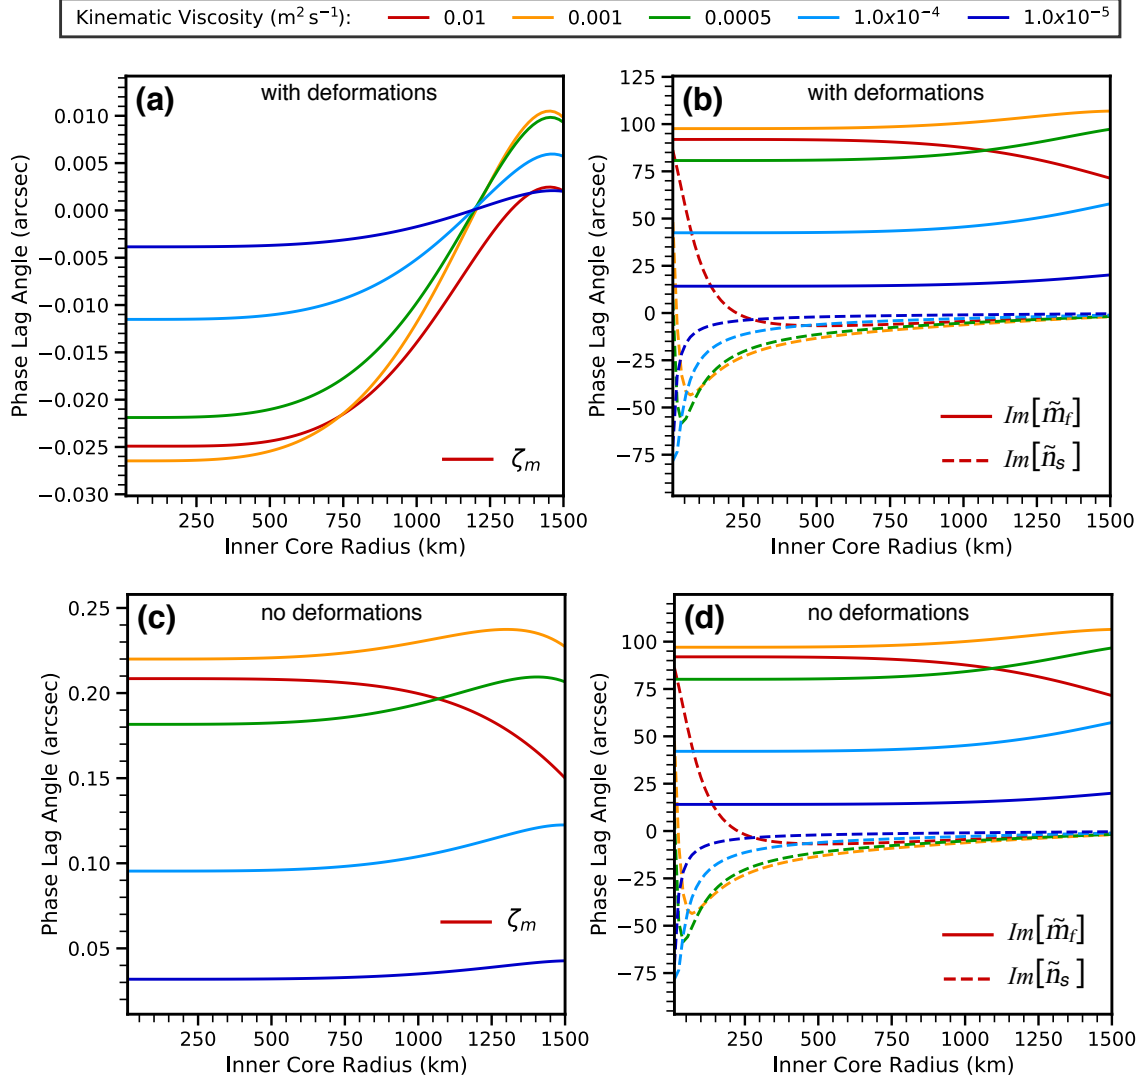 Kinematic Viscosity (m² s⁻¹): 0.01 0.001 0.0005 1.0x10⁻⁴ 1.0x10⁻⁵
(a) with deformations
Phase Lag Angle (arcsec)
0.010
0.005
0.000
−0.005
−0.010
−0.015
−0.020
−0.025
−0.030
ζm
250 500 750 1000 1250 1500
Inner Core Radius (km)
(b) with deformations
Phase Lag Angle (arcsec)
125
100
75
50
25
0
−25
−50
−75
Im[m̃f]
Im[ñs]
250 500 750 1000 1250 1500
Inner Core Radius (km)
(c) no deformations
Phase Lag Angle (arcsec)
0.25
0.20
0.15
0.10
0.05
ζm
250 500 750 1000 1250 1500
Inner Core Radius (km)
(d) no deformations
Phase Lag Angle (arcsec)
100
75
50
25
0
−25
−50
−75
Im[m̃f]
Im[ñs]
250 500 750 1000 1250 1500
Inner Core Radius (km)